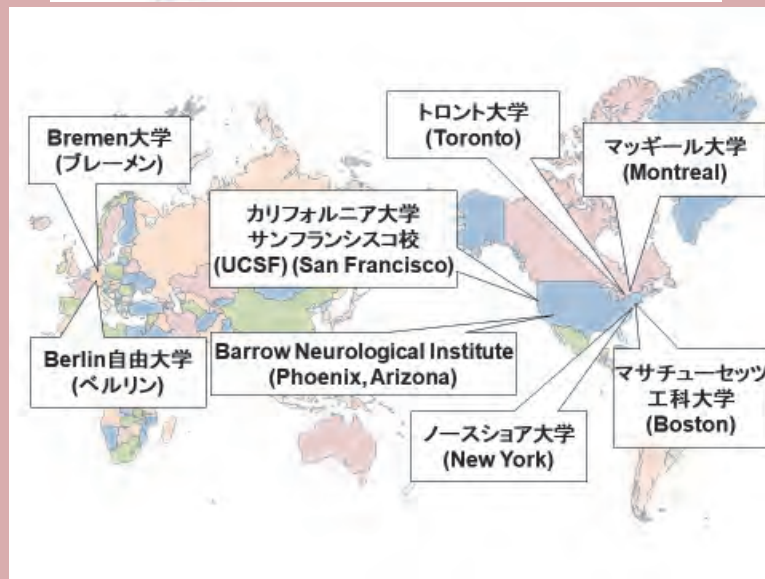 Bremen大学
(ブレーメン)
トロント大学
(Toronto)
マッギール大学
(Montreal)
カリフォルニア大学
サンフランシスコ校
(UCSF) (San Francisco)
Berlin自由大学
(ベルリン)
Barrow Neurological Institute
(Phoenix, Arizona)
マサチューセッツ
工科大学
(Boston)
ノースショア大学
(New York)